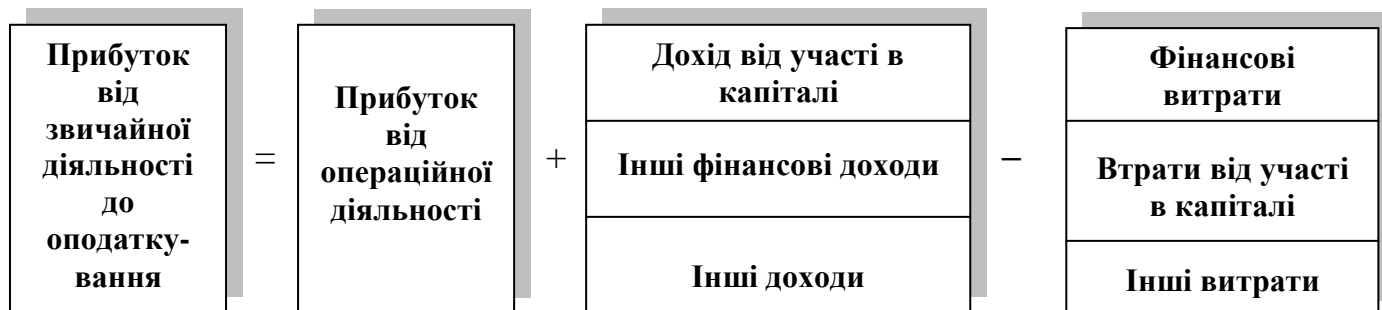 Прибуток
від
звичайної
діяльності
до
оподатку-
вання
=
Прибуток
від
операційної
діяльності
+
Дохід від участі в
капіталі
Інші фінансові доходи
Інші доходи
–
Фінансові
витрати
Втрати від участі
в капіталі
Інші витрати